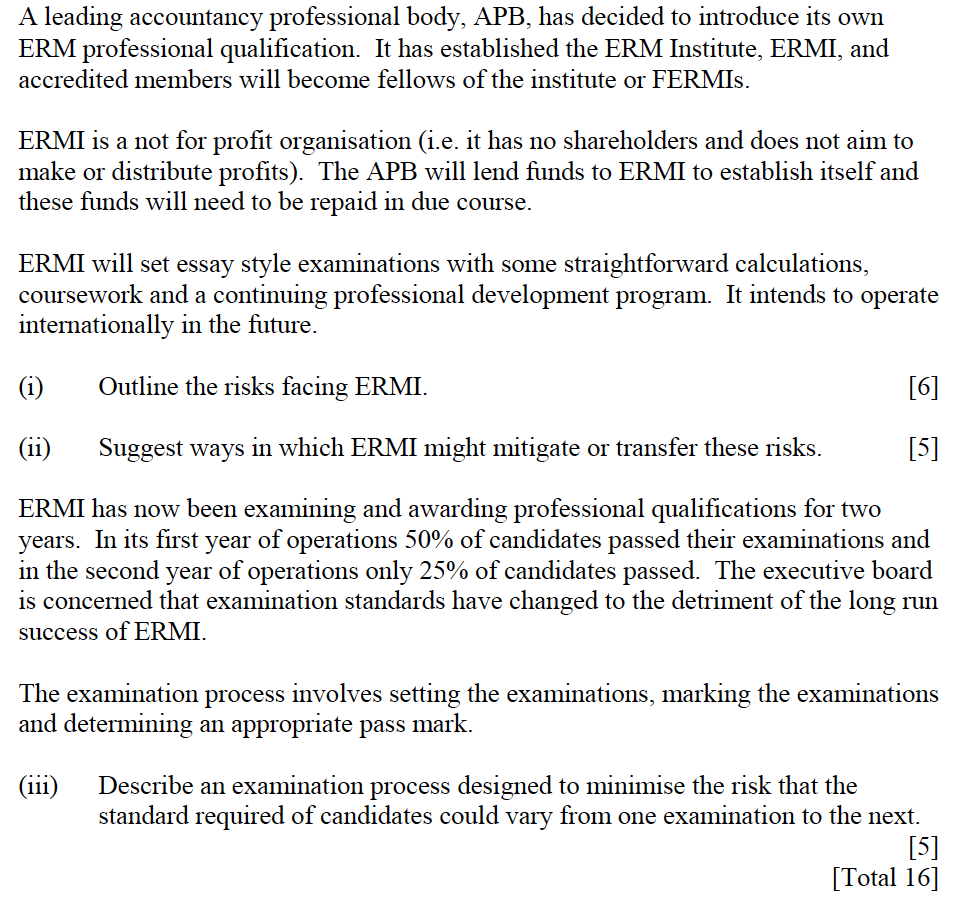 A leading accountancy professional body, APB, has decided to introduce its own
ERM professional qualification.  It has established the ERM Institute, ERMI, and
accredited members will become fellows of the institute or FERMIs.
ERMI is a not for profit organisation (i.e. it has no shareholders and does not aim to
make or distribute profits).  The APB will lend funds to ERMI to establish itself and
these funds will need to be repaid in due course.
ERMI will set essay style examinations with some straightforward calculations,
coursework and a continuing professional development program.  It intends to operate
internationally in the future.
(i) Outline the risks facing ERMI. [6]
(ii) Suggest ways in which ERMI might mitigate or transfer these risks. [5]
ERMI has now been examining and awarding professional qualifications for two
years.  In its first year of operations 50% of candidates passed their examinations and
in the second year of operations only 25% of candidates passed.  The executive board
is concerned that examination standards have changed to the detriment of the long run
success of ERMI.
The examination process involves setting the examinations, marking the examinations
and determining an appropriate pass mark.
(iii) Describe an examination process designed to minimise the risk that the
standard required of candidates could vary from one examination to the next.
[5]
[Total 16]